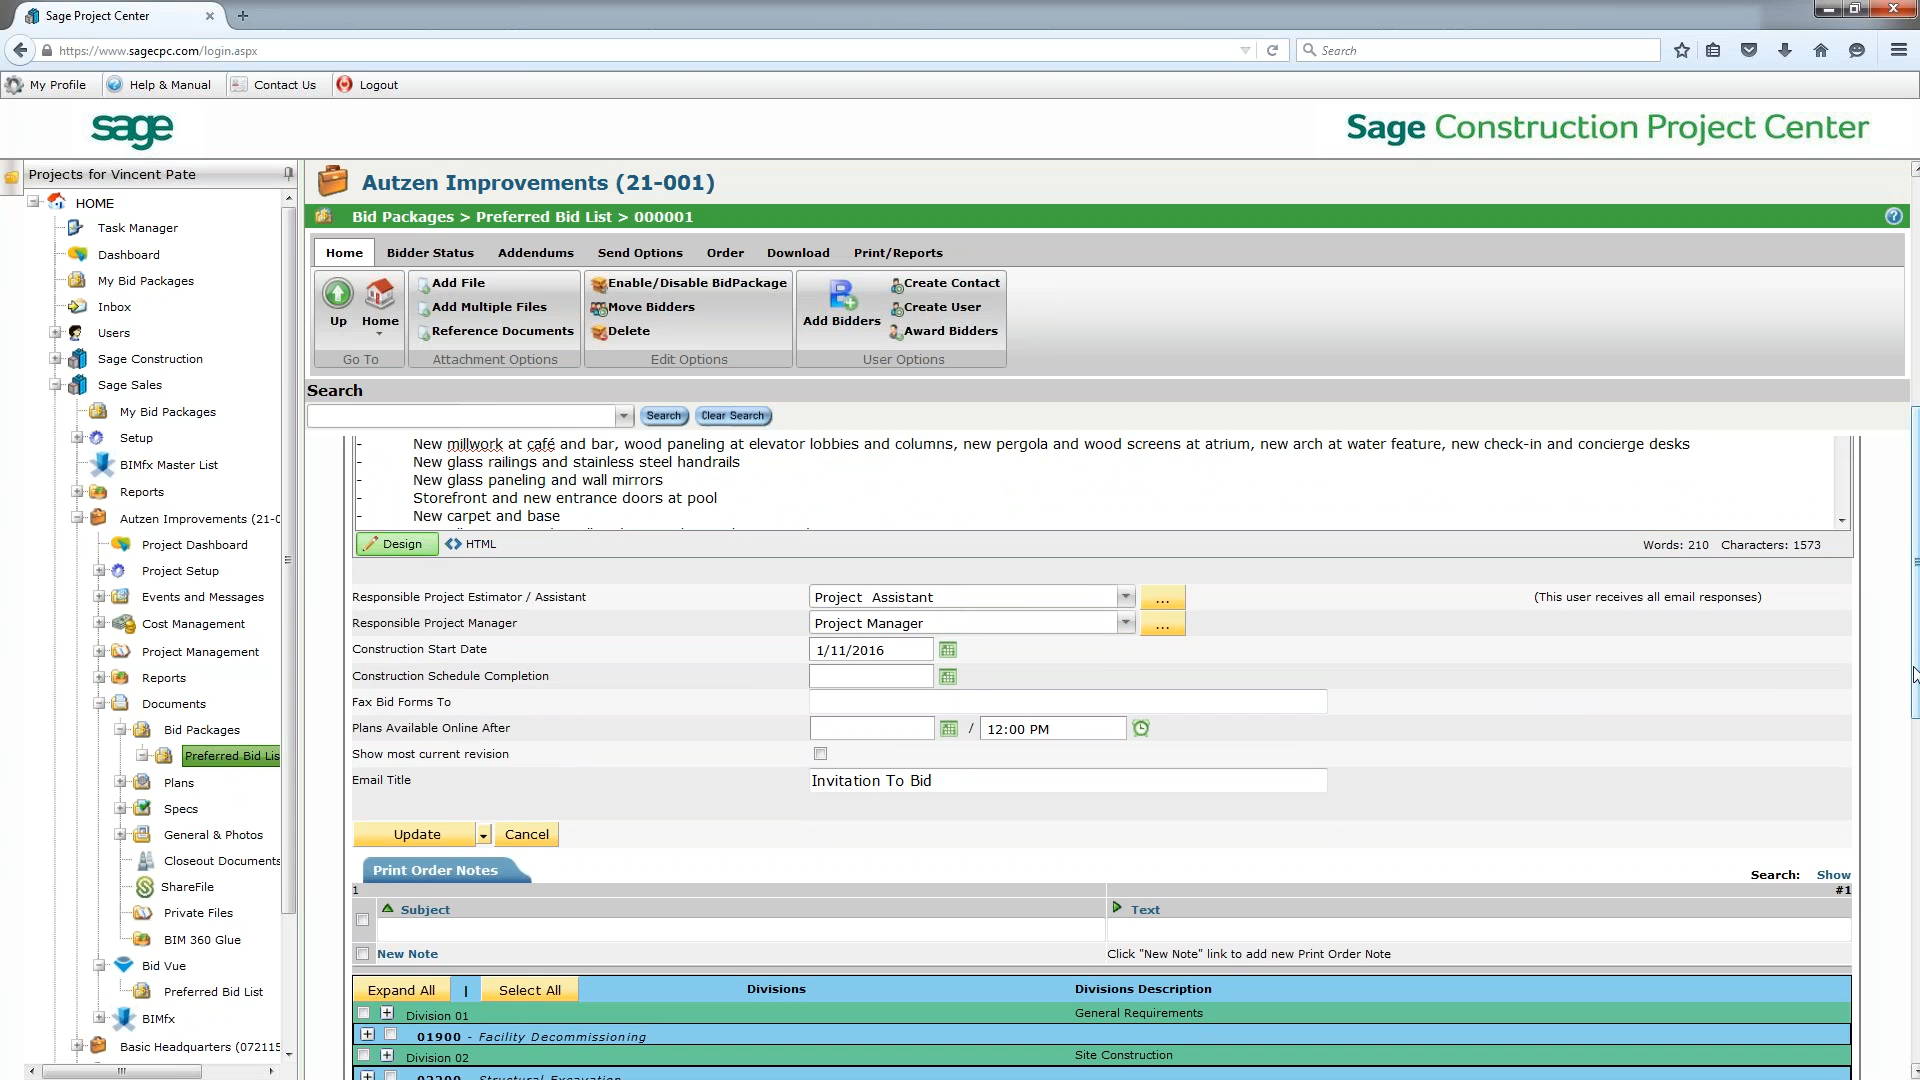 Sage Project Center
https://www.sagecpc.com/login.aspx
Search
My Profile
Help & Manual
Contact Us
Logout
sage
Sage Construction Project Center
Projects for Vincent Pate
HOME
Task Manager
Dashboard
My Bid Packages
Inbox
Users
Sage Construction
Sage Sales
My Bid Packages
Setup
BIMfx Master List
Reports
Autzen Improvements (21-0
Project Dashboard
Project Setup
Events and Messages
Cost Management
Project Management
Reports
Documents
Bid Packages
Preferred Bid Lis
Plans
Specs
General & Photos
Closeout Documents
ShareFile
Private Files
BIM 360 Glue
Bid Vue
Preferred Bid List
BIMfx
Basic Headquarters (072115
Autzen Improvements (21-001)
Bid Packages > Preferred Bid List > 000001
Home Bidder Status Addendums Send Options Order Download Print/Reports
Up Home
Go To
Add File
Add Multiple Files
Reference Documents
Attachment Options
Enable/Disable BidPackage
Move Bidders
Delete
Edit Options
Add Bidders
Create Contact
Create User
Award Bidders
User Options
Search
Search Clear Search
- New millwork at café and bar, wood paneling at elevator lobbies and columns, new pergola and wood screens at atrium, new arch at water feature, new check-in and concierge desks
- New glass railings and stainless steel handrails
- New glass paneling and wall mirrors
- Storefront and new entrance doors at pool
- New carpet and base
Design HTML Words: 210 Characters: 1573
Responsible Project Estimator / Assistant Project Assistant ... (This user receives all email responses)
Responsible Project Manager Project Manager ...
Construction Start Date 1/11/2016
Construction Schedule Completion
Fax Bid Forms To
Plans Available Online After / 12:00 PM
Show most current revision
Email Title Invitation To Bid
Update Cancel
Print Order Notes Search: Show
1 #1
Subject Text
New Note Click "New Note" link to add new Print Order Note
Expand All | Select All Divisions Divisions Description
Division 01 General Requirements
01900 - Facility Decommissioning
Division 02 Site Construction
02200 - Structural Excavation